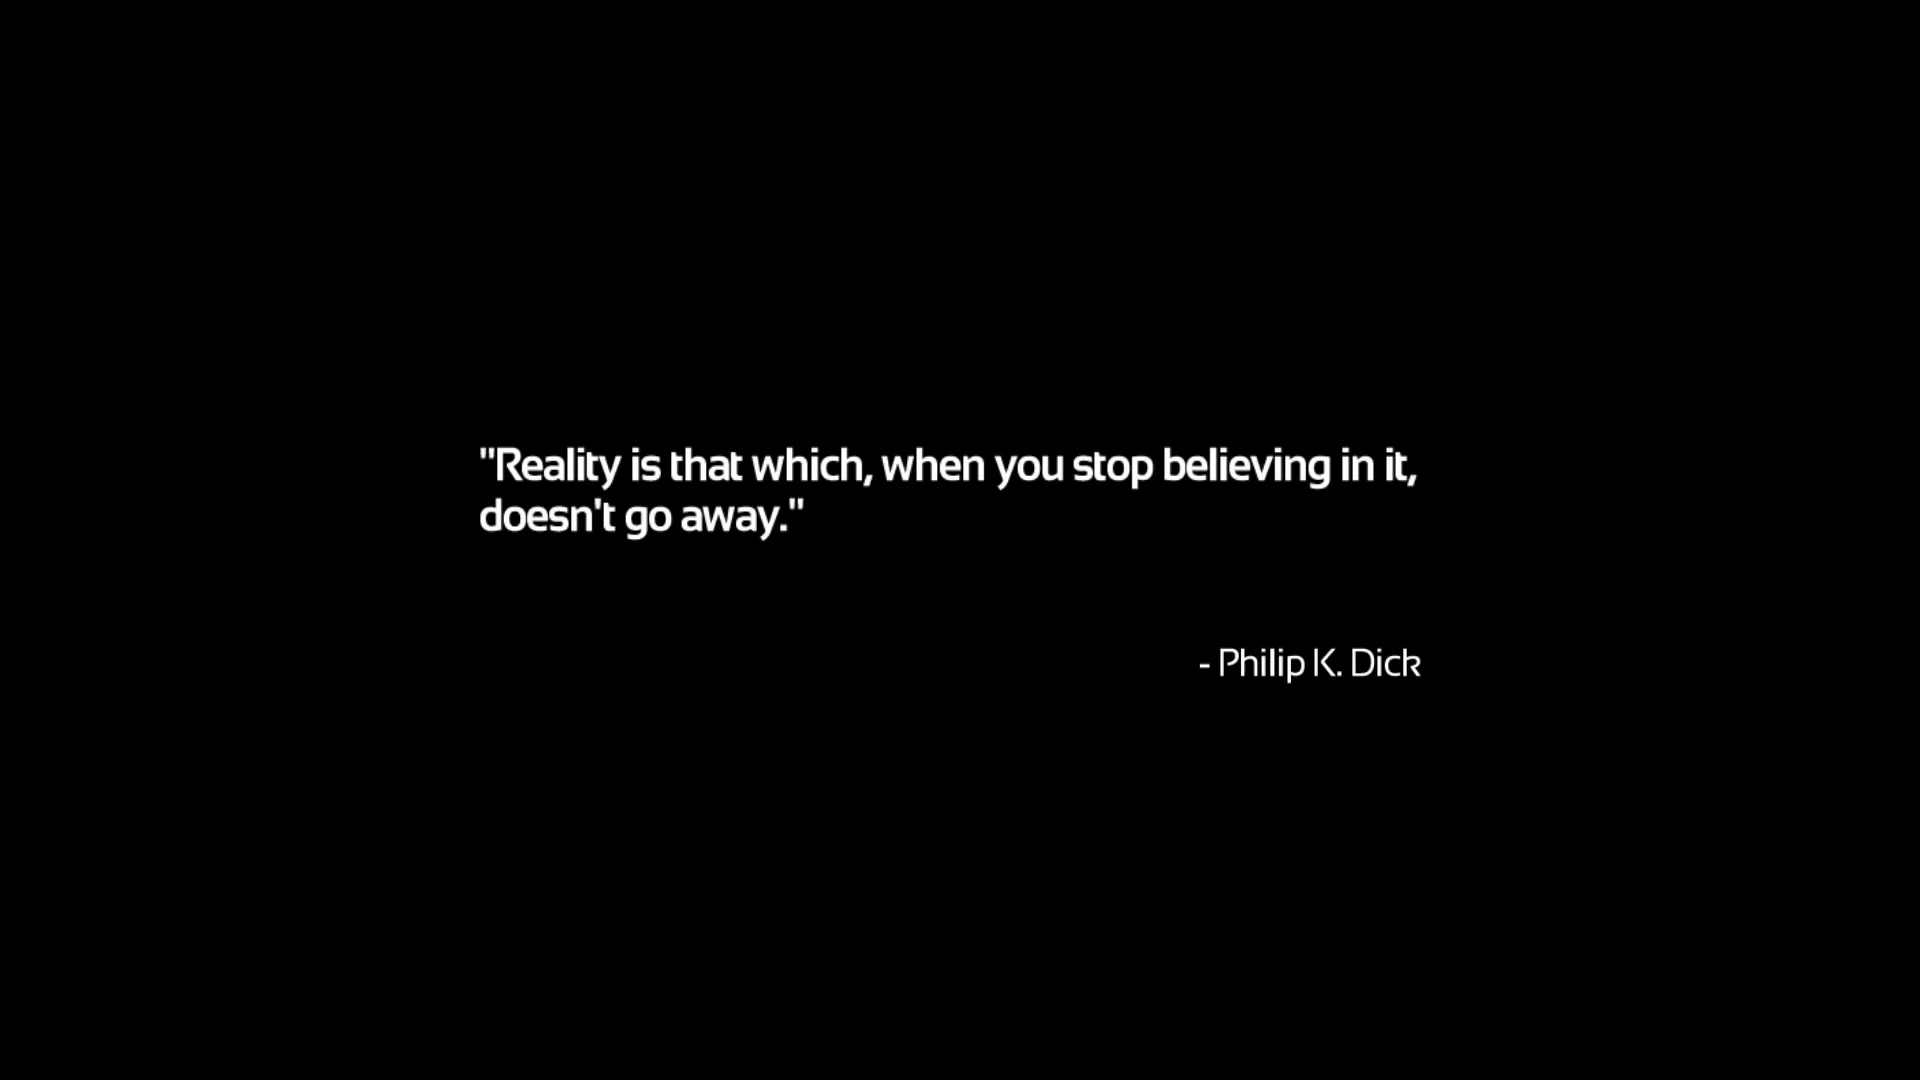 "Reality is that which, when you stop believing in it,
doesn't go away."
- Philip K. Dick